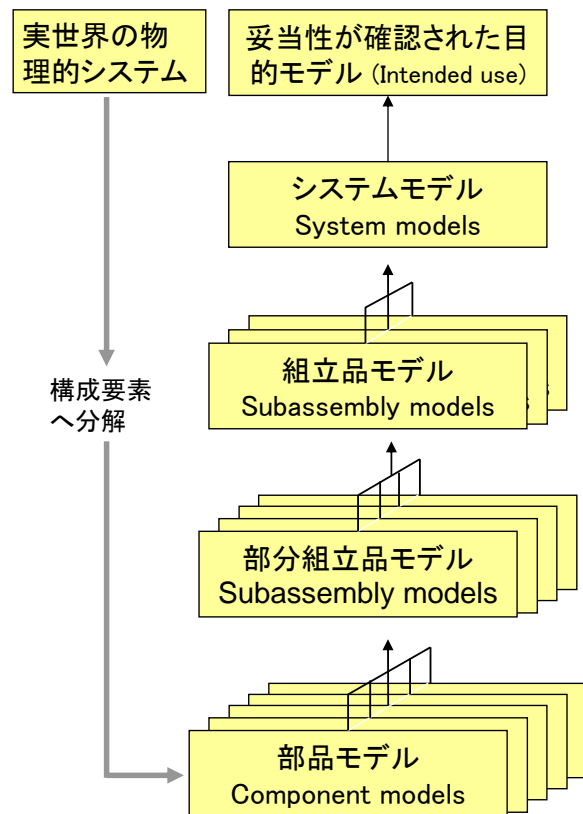 実世界の物
理的システム
妥当性が確認された目
的モデル (Intended use)
システムモデル
System models
組立品モデル
Subassembly models
構成要素
へ分解
部分組立品モデル
Subassembly models
部品モデル
Component models